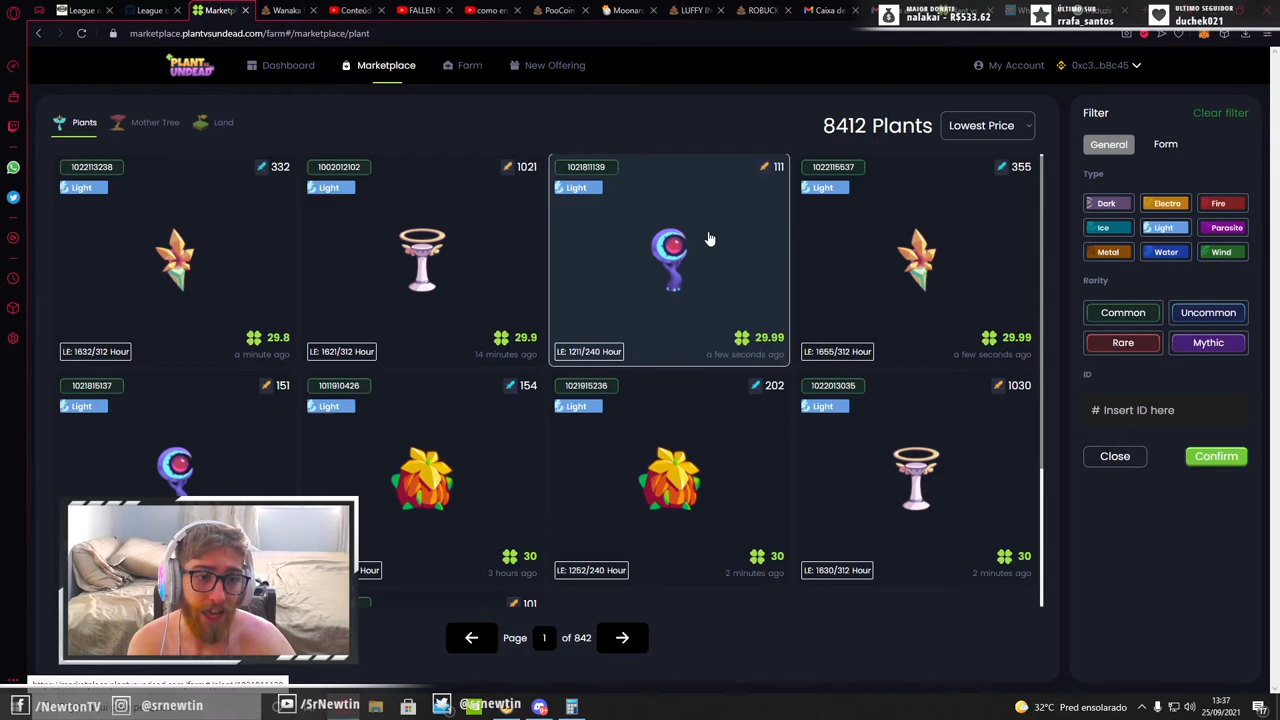 League c
League c
Marketp
Wanaka
Conteúdo
FALLEN F
como en
PooCoin
Moonar
LUFFY IN
ROBUCK
Caixa de
MAIOR DONATE
nalakai - R$533.62
ÚLTIMO SUB
rrafa_santos
ÚLTIMO SEGUIDOR
duchek021
marketplace.plantvsundead.com/farm#/marketplace/plant
PLANT
UNDEAD
Dashboard
Marketplace
Farm
New Offering
My Account
0xc3...b8c45
Plants
Mother Tree
Land
8412 Plants
Lowest Price
1022113238
332
Light
29.8
LE: 1632/312 Hour
a minute ago
1002012102
1021
Light
29.9
LE: 1621/312 Hour
14 minutes ago
1021811139
111
Light
29.99
LE: 1211/240 Hour
a few seconds ago
1022115537
355
Light
29.99
LE: 1655/312 Hour
a few seconds ago
1021815137
151
Light
1011910426
154
Light
30
Hour
3 hours ago
1021915236
202
Light
30
LE: 1252/240 Hour
2 minutes ago
1022013035
1030
Light
30
LE: 1630/312 Hour
2 minutes ago
101
Page 1 of 842
Filter
Clear filter
General
Form
Type
Dark
Electro
Fire
Ice
Light
Parasite
Metal
Water
Wind
Rarity
Common
Uncommon
Rare
Mythic
ID
# Insert ID here
Close
Confirm
/NewtonTV
@srnewtin
/SrNewtin
@srnewtin
32°C Pred ensolarado
13:37
25/09/2021
17